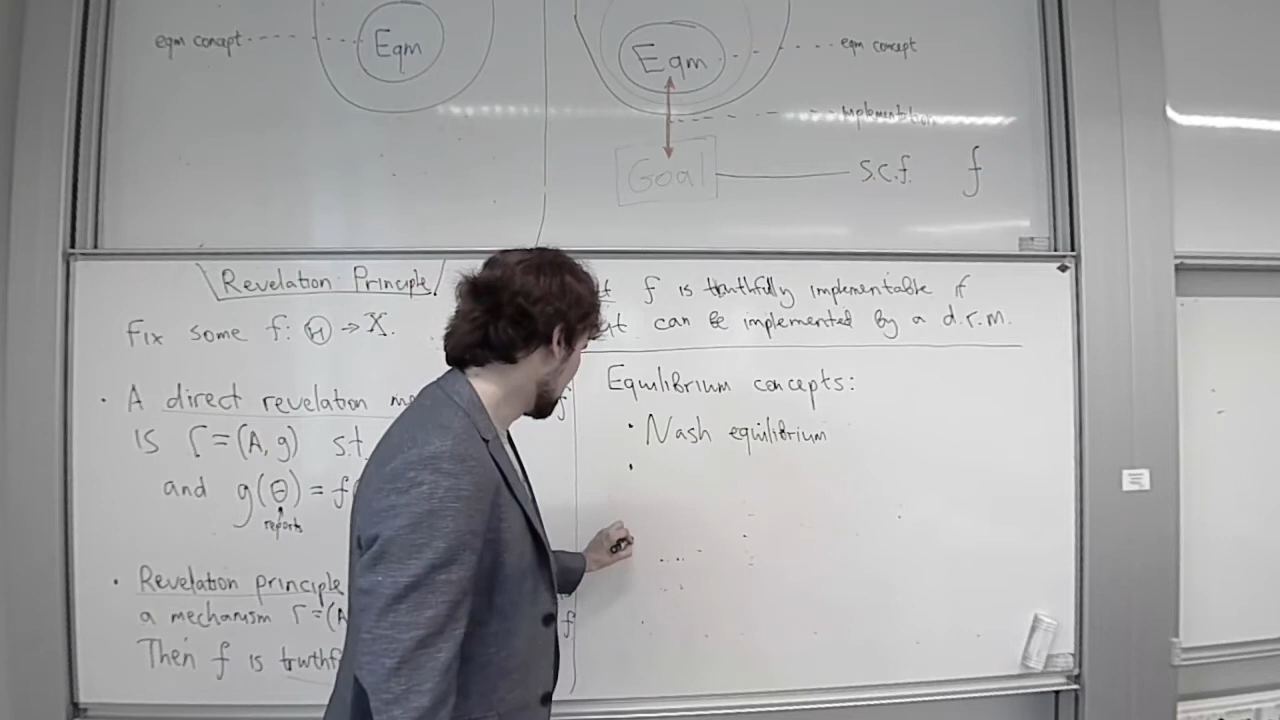 eqm concept
Eqm
Eqm
eqm concept
implementation
Goal
s.c.f. f
Revelation Principle
Fix some f: Θ → X.
· A direct revelation
is Γ = (A, g) s.t.
and g(θ) = f
reports
· Revelation principle
a mechanism Γ = (A
f
Then f is truthf
f is truthfully implementable if
it can be implemented by a d.r.m.
Equilibrium concepts:
· Nash equilibrium
·